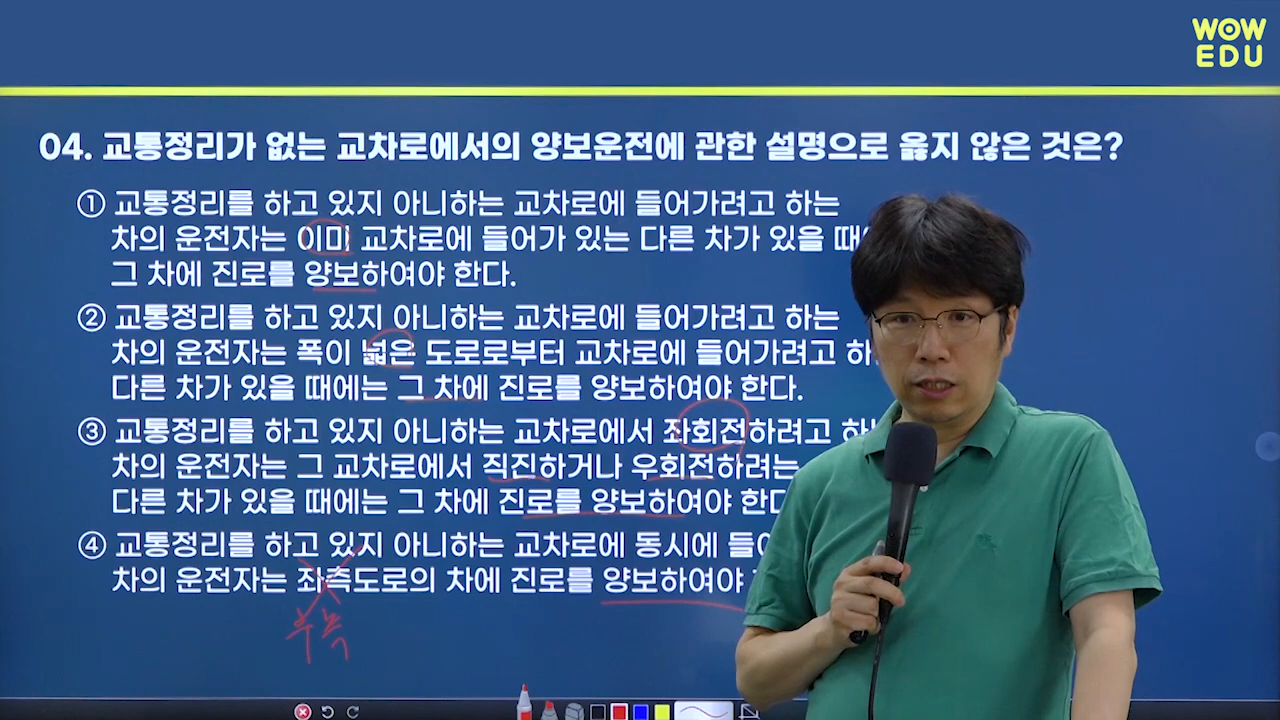 WOW
EDU
04. 교통정리가 없는 교차로에서의 양보운전에 관한 설명으로 옳지 않은 것은?
① 교통정리를 하고 있지 아니하는 교차로에 들어가려고 하는
차의 운전자는 이미 교차로에 들어가 있는 다른 차가 있을
그 차에 진로를 양보하여야 한다.
② 교통정리를 하고 있지 아니하는 교차로에 들어가려고 하는
차의 운전자는 폭이 넓은 도로로부터 교차로에 들어가려고
다른 차가 있을 때에는 그 차에 진로를 양보하여야 한다.
③ 교통정리를 하고 있지 아니하는 교차로에서 좌회전하려고
차의 운전자는 그 교차로에서 직진하거나 우회전하려는
다른 차가 있을 때에는 그 차에 진로를 양보하여야
④ 교통정리를 하고 있지 아니하는 교차로에 동시에
차의 운전자는 좌측도로의 차에 진로를 양보하여야
우측